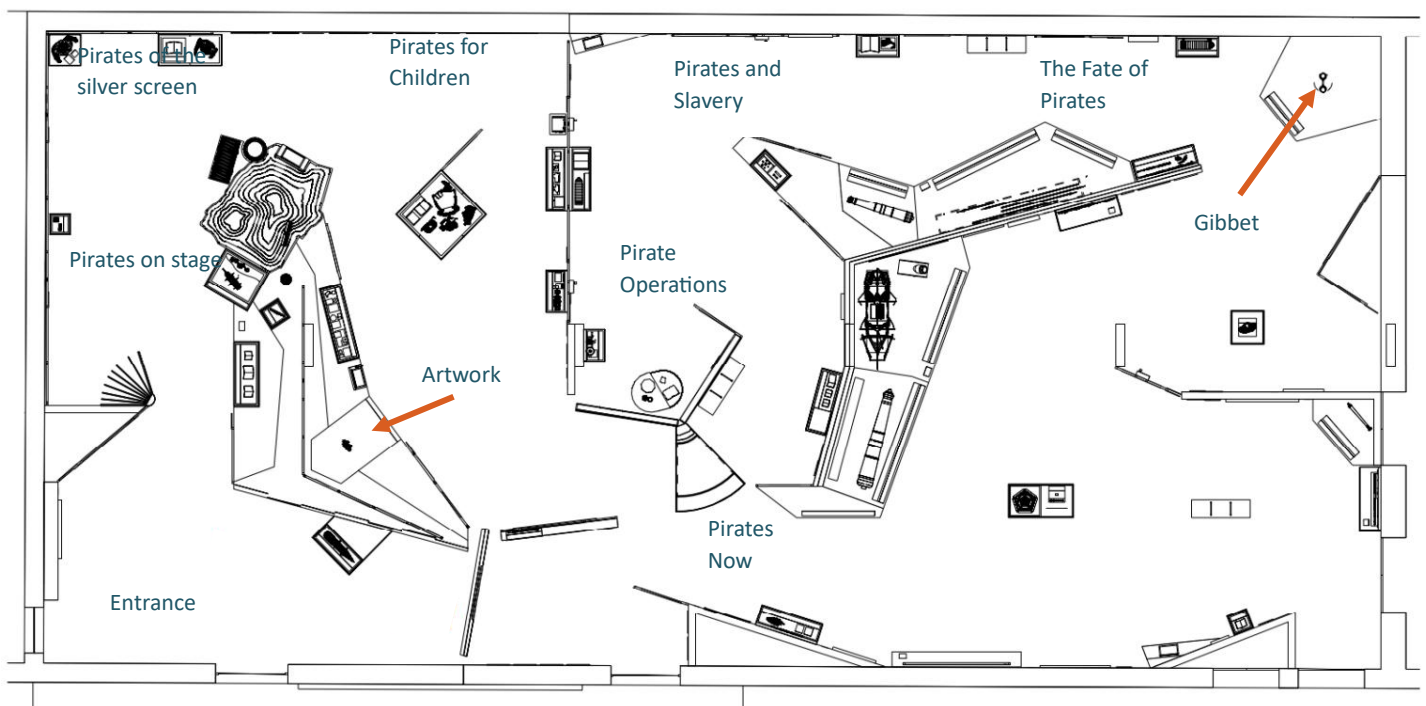 Pirates of the
silver screen
Pirates for
Children
Pirates and
Slavery
The Fate of
Pirates
Gibbet
Pirates on stage
Pirate
Operations
Artwork
Pirates
Now
Entrance